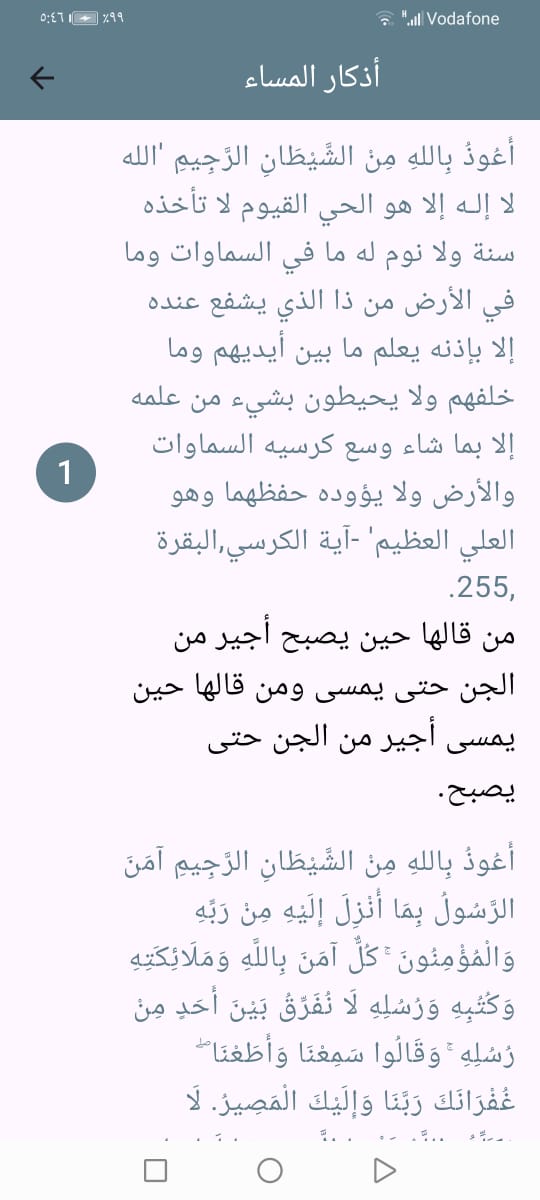 ٥:٤٦ ٪٩٩ Vodafone
أذكار المساء
أَعُوذُ بِاللهِ مِنْ الشَّيْطَانِ الرَّجِيمِ 'الله
لا إلـه إلا هو الحي القيوم لا تأخذه
سنة ولا نوم له ما في السماوات وما
في الأرض من ذا الذي يشفع عنده
إلا بإذنه يعلم ما بين أيديهم وما
خلفهم ولا يحيطون بشيء من علمه
إلا بما شاء وسع كرسيه السماوات
والأرض ولا يؤوده حفظهما وهو
العلي العظيم' -آية الكرسي,البقرة
,255.
1
من قالها حين يصبح أجير من
الجن حتى يمسى ومن قالها حين
يمسى أجير من الجن حتى
يصبح.
أَعُوذُ بِاللهِ مِنْ الشَّيْطَانِ الرَّجِيمِ آمَنَ
الرَّسُولُ بِمَا أُنْزِلَ إِلَيْهِ مِنْ رَبِّهِ
وَالْمُؤْمِنُونَ ۚ كُلٌّ آمَنَ بِاللَّهِ وَمَلَائِكَتِهِ
وَكُتُبِهِ وَرُسُلِهِ لَا نُفَرِّقُ بَيْنَ أَحَدٍ مِنْ
رُسُلِهِ ۚ وَقَالُوا سَمِعْنَا وَأَطَعْنَا ۖ
غُفْرَانَكَ رَبَّنَا وَإِلَيْكَ الْمَصِيرُ. لَا